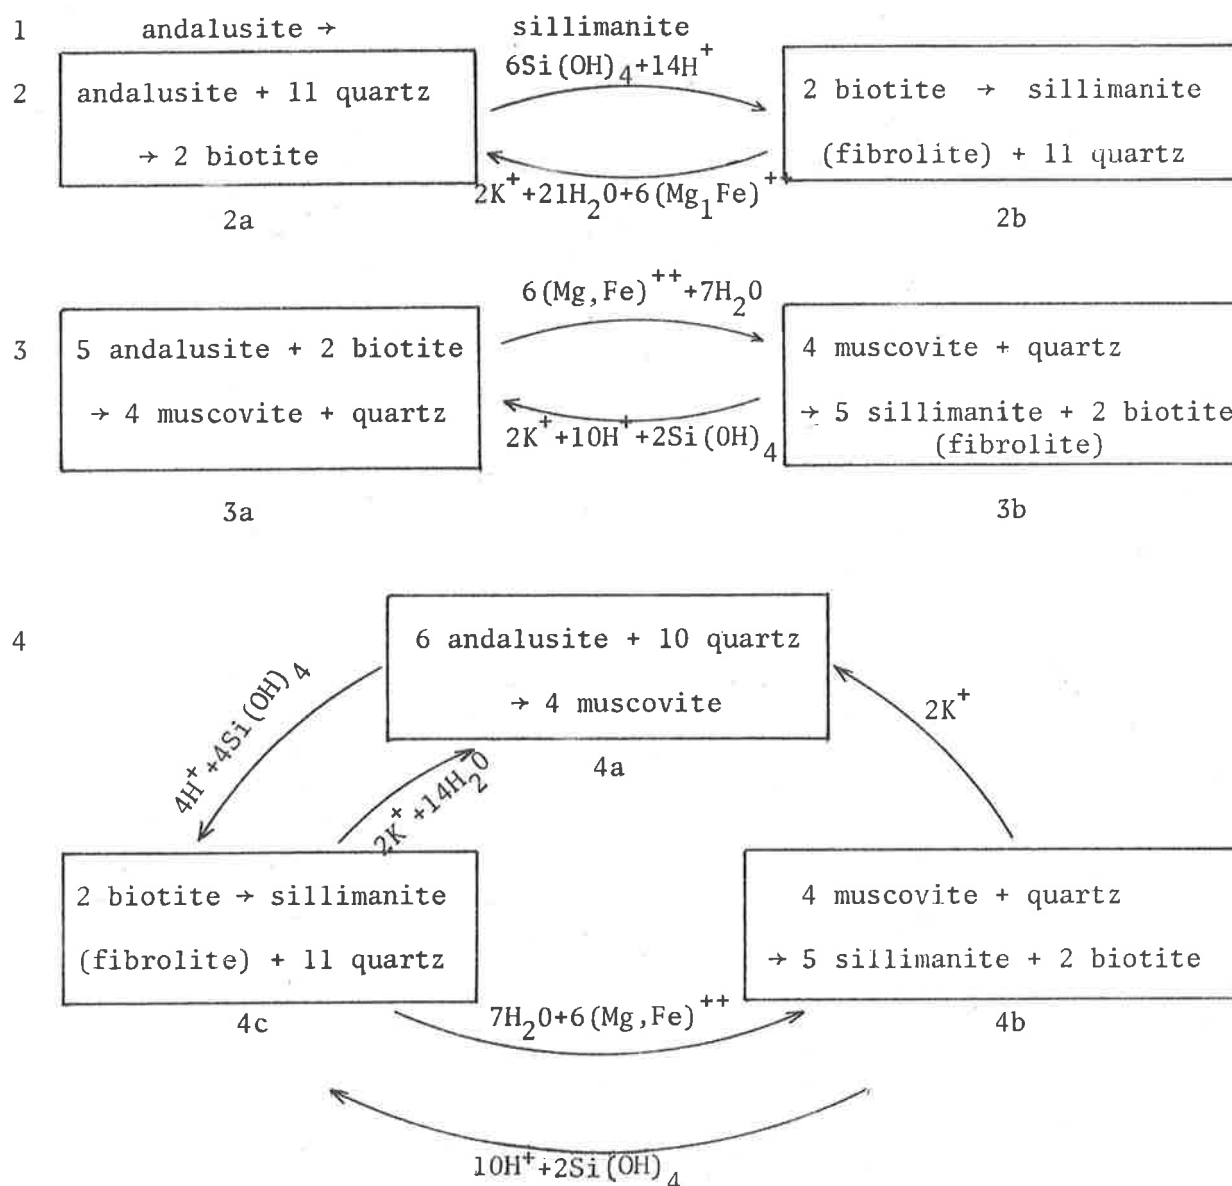 1 andalusite → sillimanite
6Si(OH)4+14H+
2 andalusite + 11 quartz
→ 2 biotite
2 biotite → sillimanite
(fibrolite) + 11 quartz
2K+ +21H2O+6(Mg1Fe)++
2a
2b
6(Mg,Fe)++ +7H2O
3 5 andalusite + 2 biotite
→ 4 muscovite + quartz
4 muscovite + quartz
→ 5 sillimanite + 2 biotite
(fibrolite)
2K+ +10H+ +2Si(OH)4
3a
3b
4 6 andalusite + 10 quartz
→ 4 muscovite
4a
4H+ +4Si(OH)4
2K+ +14H2O
2K+
2 biotite → sillimanite
(fibrolite) + 11 quartz
4c
4 muscovite + quartz
→ 5 sillimanite + 2 biotite
4b
7H2O+6(Mg,Fe)++
10H+ +2Si(OH)4